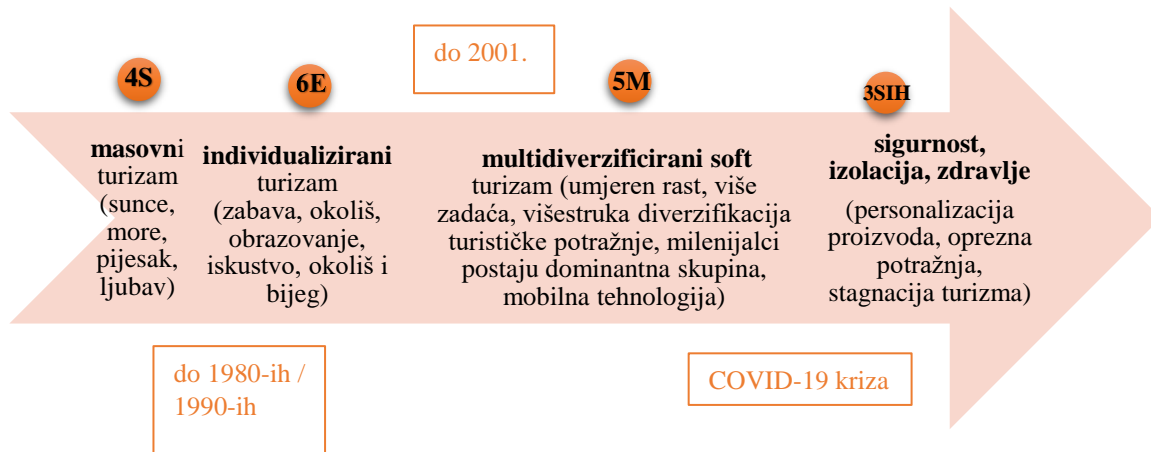 do 2001.
4S
6E
5M
3SIH
masovni
turizam
(sunce,
more,
pijesak,
ljubav)
individualizirani
turizam
(zabava, okoliš,
obrazovanje,
iskustvo, okoliš i
bijeg)
multidiverzificirani soft
turizam (umjeren rast, više
zadaća, višestruka diverzifikacija
turističke potražnje, milenijalci
postaju dominantna skupina,
mobilna tehnologija)
sigurnost,
izolacija, zdravlje
(personalizacija
proizvoda, oprezna
potražnja,
stagnacija turizma)
do 1980-ih /
1990-ih
COVID-19 kriza